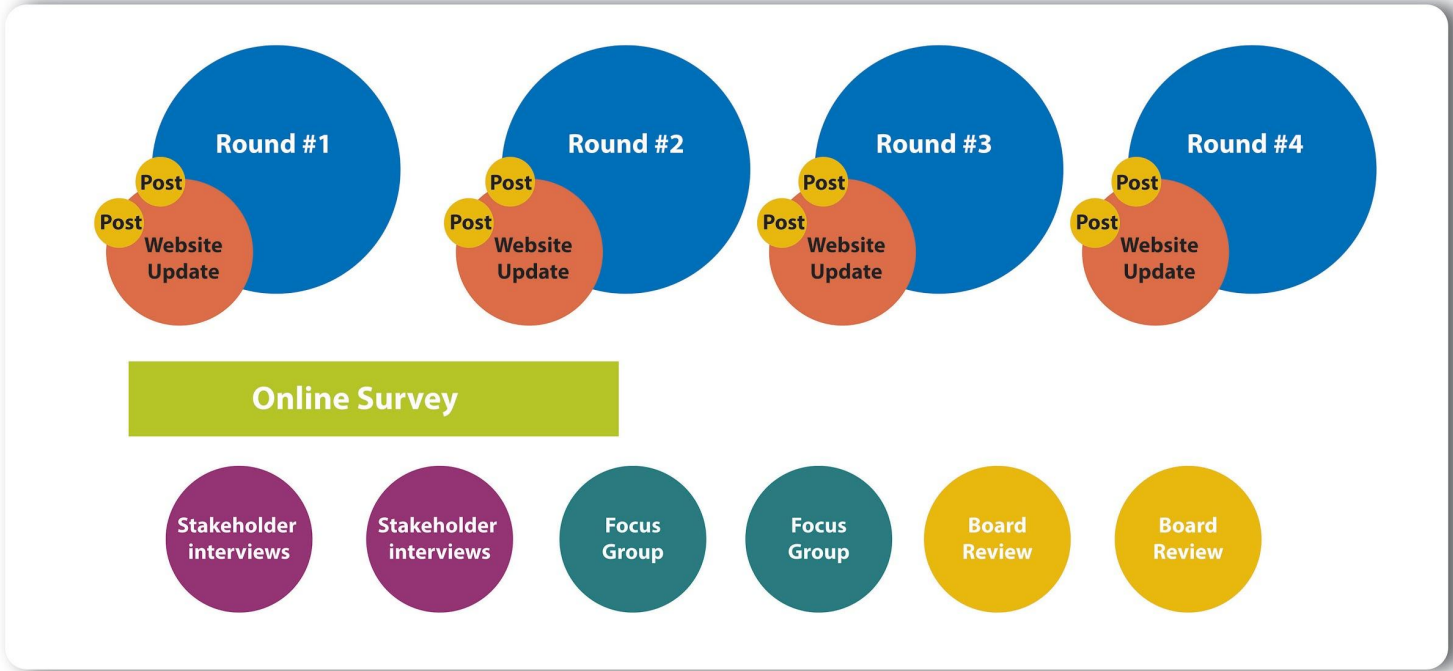 Round #1
Post
Post
Website
Update
Round #2
Post
Post
Website
Update
Round #3
Post
Post
Website
Update
Round #4
Post
Post
Website
Update
Online Survey
Stakeholder
interviews
Stakeholder
interviews
Focus
Group
Focus
Group
Board
Review
Board
Review